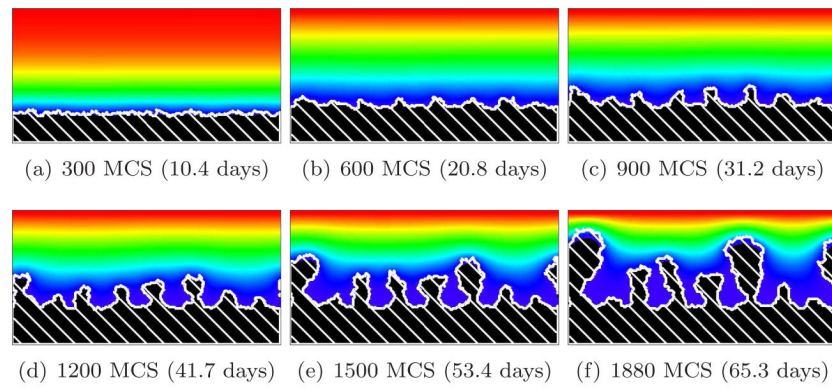 (a) 300 MCS (10.4 days)
(b) 600 MCS (20.8 days)
(c) 900 MCS (31.2 days)
(d) 1200 MCS (41.7 days)
(e) 1500 MCS (53.4 days)
(f) 1880 MCS (65.3 days)